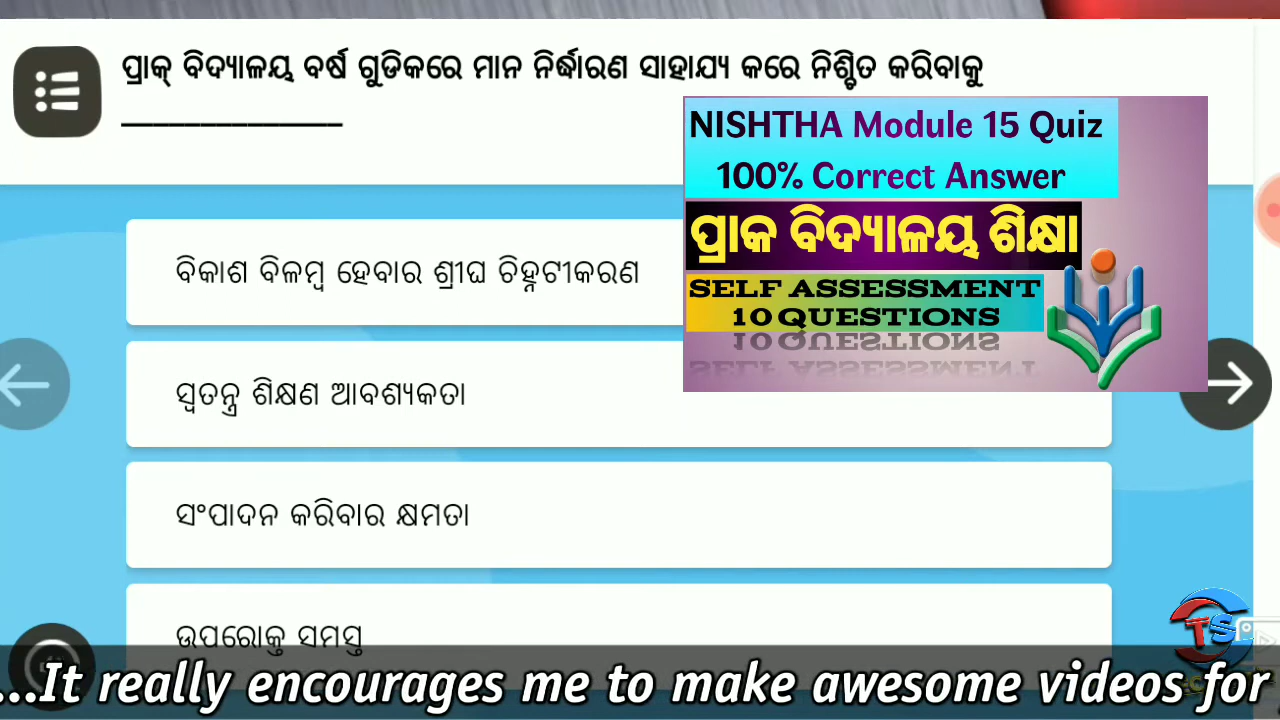 ପ୍ରାକ୍ ବିଦ୍ୟାଳୟ ବର୍ଷ ଗୁଡିକରେ ମାନ ନିର୍ଦ୍ଧାରଣ ସାହାଯ୍ୟ କରେ ନିଶ୍ଚିତ କରିବାକୁ
______________
NISHTHA Module 15 Quiz
100% Correct Answer
ପ୍ରାକ ବିଦ୍ୟାଳୟ ଶିକ୍ଷା
SELF ASSESSMENT
10 QUESTIONS
ବିକାଶ ବିଳମ୍ବ ହେବାର ଶ୍ରୀଘ ଚିହ୍ନଟୀକରଣ
ସ୍ୱତନ୍ତ୍ର ଶିକ୍ଷଣ ଆବଶ୍ୟକତା
ସଂପାଦନ କରିବାର କ୍ଷମତା
ଉପରୋକ୍ତ ସମସ୍ତ
TS
...It really encourages me to make awesome videos for